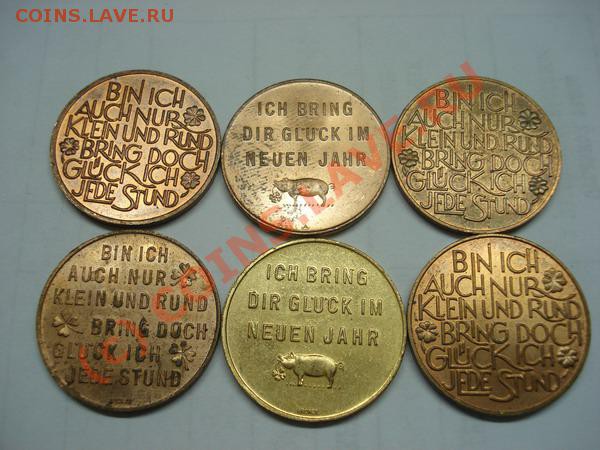 COINS.LAVE.RU
BIN ICH
AUCH NUR
KLEIN UND RUND
BRING DOCH
GLÜCK ICH
JEDE STUND
ICH BRING
DIR GLUCK IM
NEUEN JAHR
BIN ICH
AUCH NUR
KLEIN UND RUND
BRING DOCH
GLÜCK ICH
JEDE STUND
BIN ICH
AUCH NUR
KLEIN UND RUND
BRING DOCH
GLÜCK ICH
JEDE STUND
ICH BRING
DIR GLUCK IM
NEUEN JAHR
BIN ICH
AUCH NUR
KLEIN UND RUND
BRING DOCH
GLÜCK ICH
JEDE STUND
(C) COINS.LAVE.RU